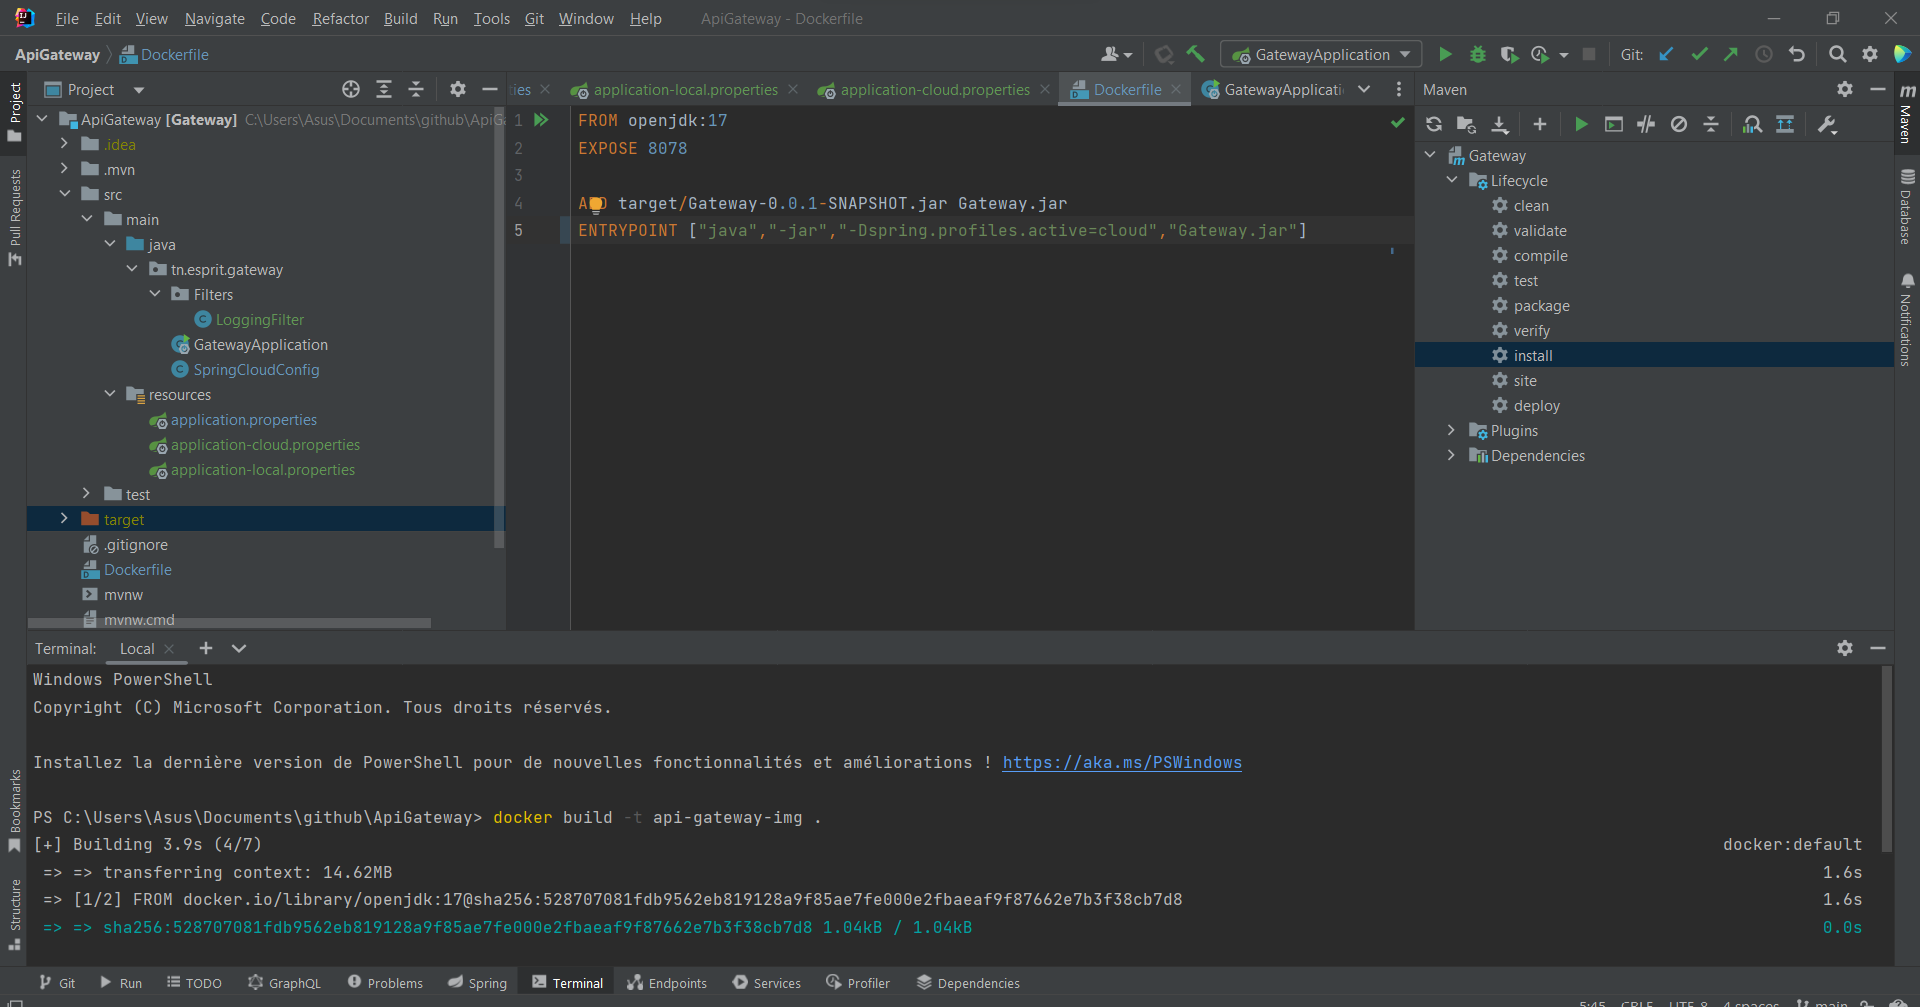 File Edit View Navigate Code Refactor Build Run Tools Git Window Help ApiGateway - Dockerfile
ApiGateway Dockerfile GatewayApplication Git:
Project
Pull Requests
Bookmarks
Structure
Project
ApiGateway [Gateway] C:\Users\Asus\Documents\github\ApiG
.idea
.mvn
src
main
java
tn.esprit.gateway
Filters
LoggingFilter
GatewayApplication
SpringCloudConfig
resources
application.properties
application-cloud.properties
application-local.properties
test
target
.gitignore
Dockerfile
mvnw
mvnw.cmd
ties application-local.properties application-cloud.properties Dockerfile GatewayApplicati
1 FROM openjdk:17
2 EXPOSE 8078
3
4 ADD target/Gateway-0.0.1-SNAPSHOT.jar Gateway.jar
5 ENTRYPOINT ["java","-jar","-Dspring.profiles.active=cloud","Gateway.jar"]
Maven
Gateway
Lifecycle
clean
validate
compile
test
package
verify
install
site
deploy
Plugins
Dependencies
Maven
Database
Notifications
Terminal: Local
Windows PowerShell
Copyright (C) Microsoft Corporation. Tous droits réservés.
Installez la dernière version de PowerShell pour de nouvelles fonctionnalités et améliorations ! https://aka.ms/PSWindows
PS C:\Users\Asus\Documents\github\ApiGateway> docker build -t api-gateway-img .
[+] Building 3.9s (4/7) docker:default
=> => transferring context: 14.62MB 1.6s
=> [1/2] FROM docker.io/library/openjdk:17@sha256:528707081fdb9562eb819128a9f85ae7fe000e2fbaeaf9f87662e7b3f38cb7d8 1.6s
=> => sha256:528707081fdb9562eb819128a9f85ae7fe000e2fbaeaf9f87662e7b3f38cb7d8 1.04kB / 1.04kB 0.0s
Git Run TODO GraphQL Problems Spring Terminal Endpoints Services Profiler Dependencies
5:45 CRLF UTF-8 4 spaces main